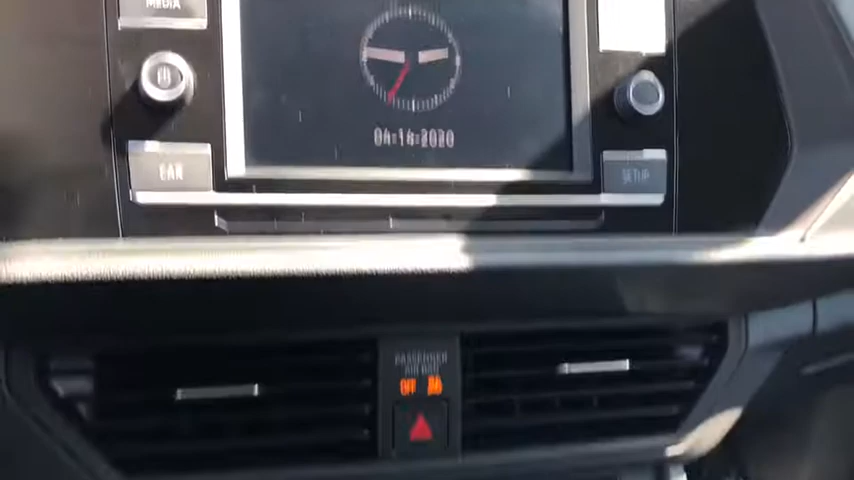 MEDIA
04-14-2020
CAR
SETUP
PASSENGER
AIR BAG
OFF